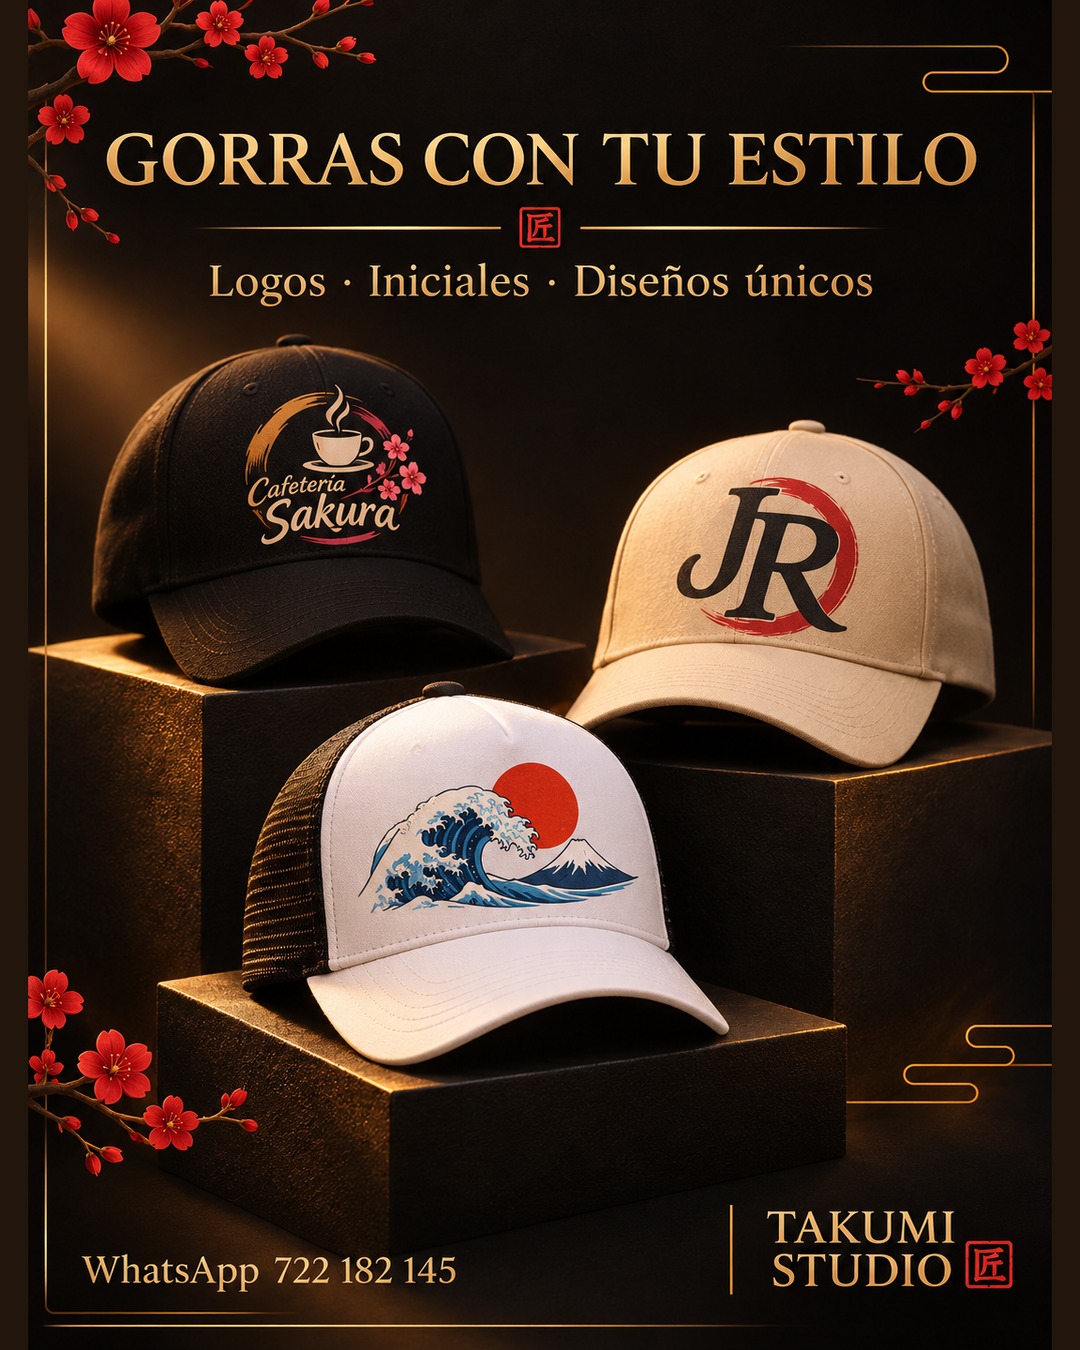 GORRAS CON TU ESTILO
匠
Logos · Iniciales · Diseños únicos
Cafetería
Sakura
JR
WhatsApp 722 182 145
TAKUMI
STUDIO 匠